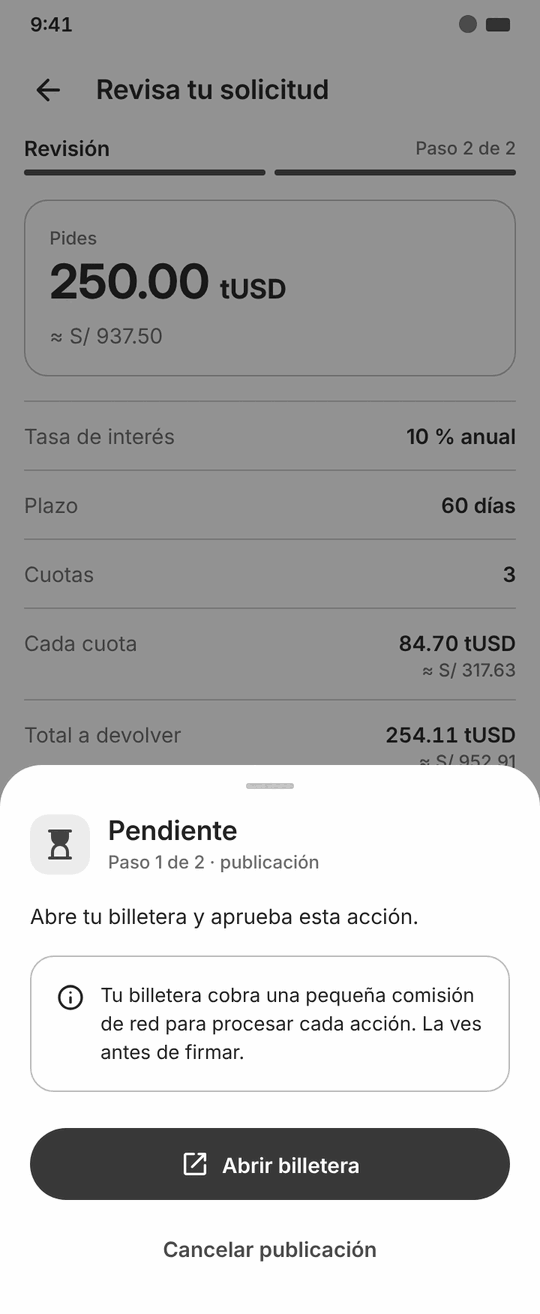 9:41
Revisa tu solicitud
Revisión
Paso 2 de 2
Pides
250.00 tUSD
≈ S/ 937.50
Tasa de interés
10 % anual
Plazo
60 días
Cuotas
3
Cada cuota
84.70 tUSD
≈ S/ 317.63
Total a devolver
254.11 tUSD
≈ S/ 952.91
Pendiente
Paso 1 de 2 · publicación
Abre tu billetera y aprueba esta acción.
Tu billetera cobra una pequeña comisión
de red para procesar cada acción. La ves
antes de firmar.
Abrir billetera
Cancelar publicación